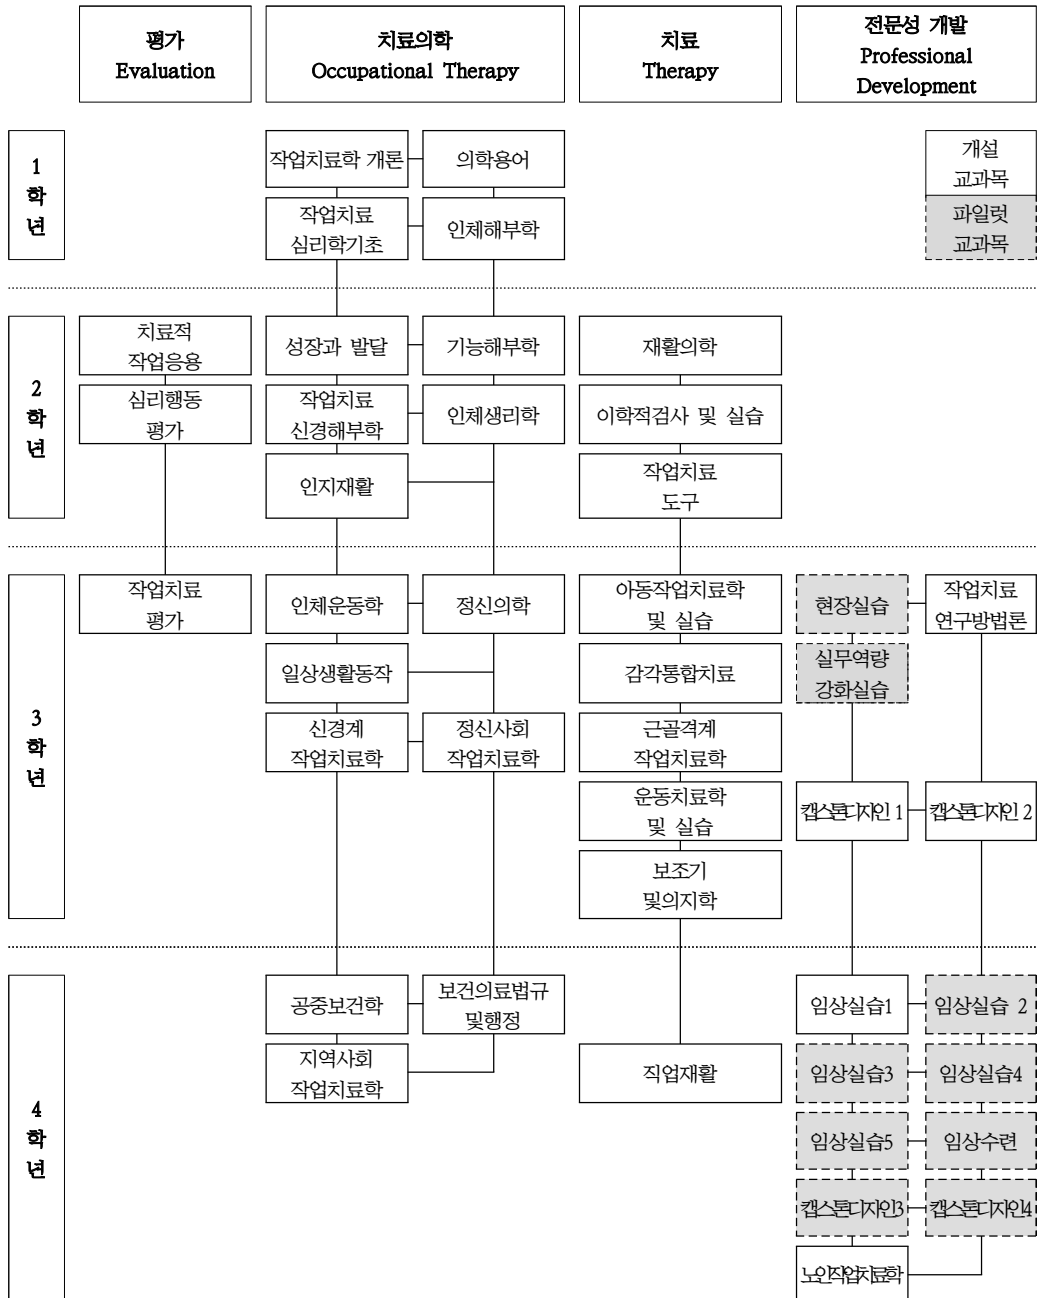 평가
Evaluation
치료의학
Occupational Therapy
치료
Therapy
전문성 개발
Professional
Development
1
학
년
작업치료학 개론
의학용어
개설
교과목
작업치료
심리학기초
인체해부학
파일럿
교과목
2
학
년
치료적
작업응용
성장과 발달
기능해부학
재활의학
심리행동
평가
작업치료
신경해부학
인체생리학
이학적검사 및 실습
인지재활
작업치료
도구
3
학
년
작업치료
평가
인체운동학
정신의학
아동작업치료학
및 실습
현장실습
작업치료
연구방법론
일상생활동작
감각통합치료
실무역량
강화실습
신경계
작업치료학
정신사회
작업치료학
근골격계
작업치료학
운동치료학
및 실습
캡스톤디자인 1
캡스톤디자인 2
보조기
및의지학
4
학
년
공중보건학
보건의료법규
및행정
임상실습1
임상실습 2
지역사회
작업치료학
직업재활
임상실습3
임상실습4
임상실습5
임상수련
캡스톤디자인3
캡스톤디자인4
노인작업치료학